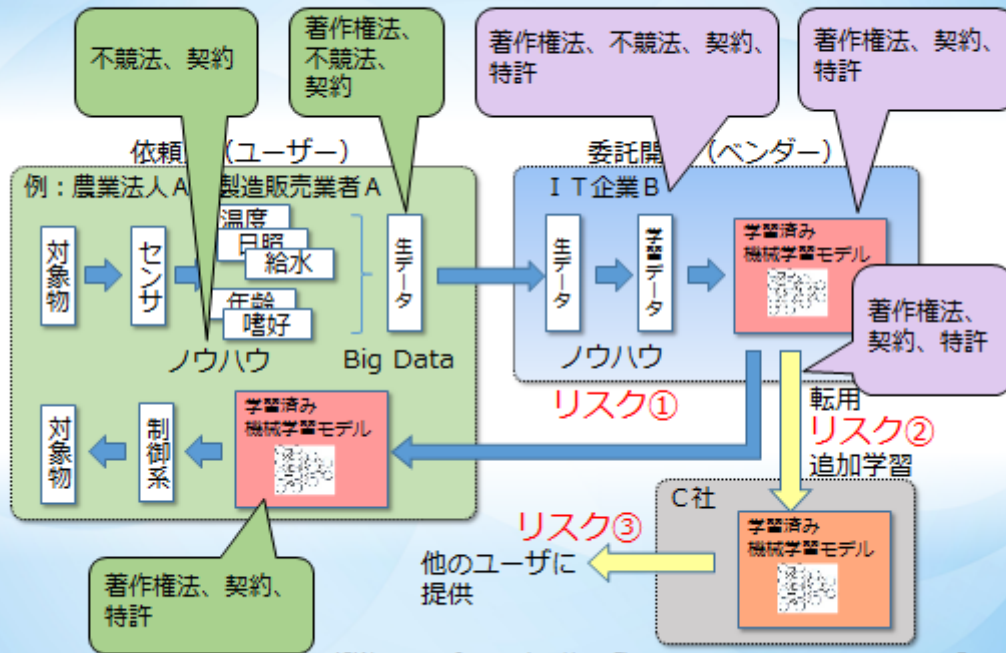 不競法、契約
著作権法、
不競法、
契約
著作権法、不競法、契約、
特許
著作権法、契約、
特許
依頼
(ユーザー)
委託開
(ベンダー)
例：農業法人A
製造販売業者A
対象物
センサ
温度
日照
給水
年齢
嗜好
生データ
ノウハウ
Big Data
IT企業B
生データ
学習データ
学習済み
機械学習モデル
ノウハウ
著作権法、
契約、特許
リスク①
転用
リスク②
追加学習
対象物
制御系
学習済み
機械学習モデル
C社
学習済み
機械学習モデル
リスク③
他のユーザに
提供
著作権法、契約、
特許